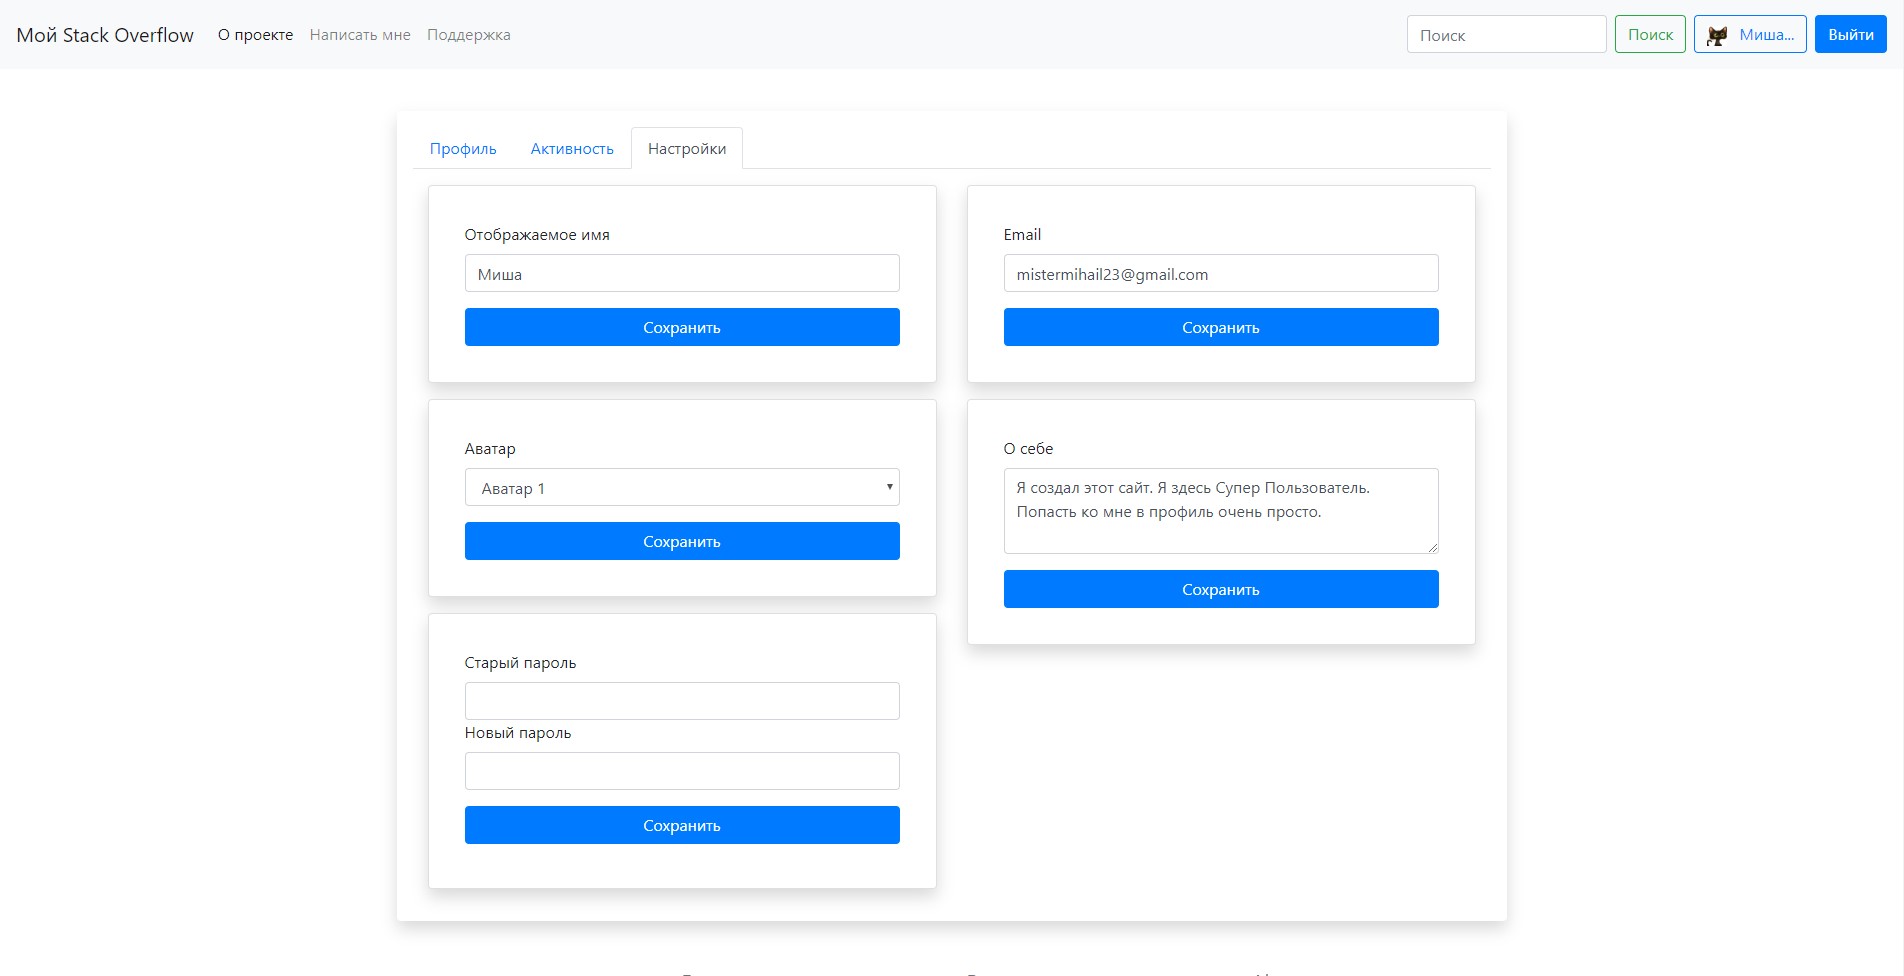 Мой Stack Overflow О проекте Написать мне Поддержка Поиск Поиск Миша... Выйти
Профиль Активность Настройки
Отображаемое имя
Миша
Сохранить
Email
mistermihail23@gmail.com
Сохранить
Аватар
Аватар 1
Сохранить
О себе
Я создал этот сайт. Я здесь Супер Пользователь.
Попасть ко мне в профиль очень просто.
Сохранить
Старый пароль
Новый пароль
Сохранить